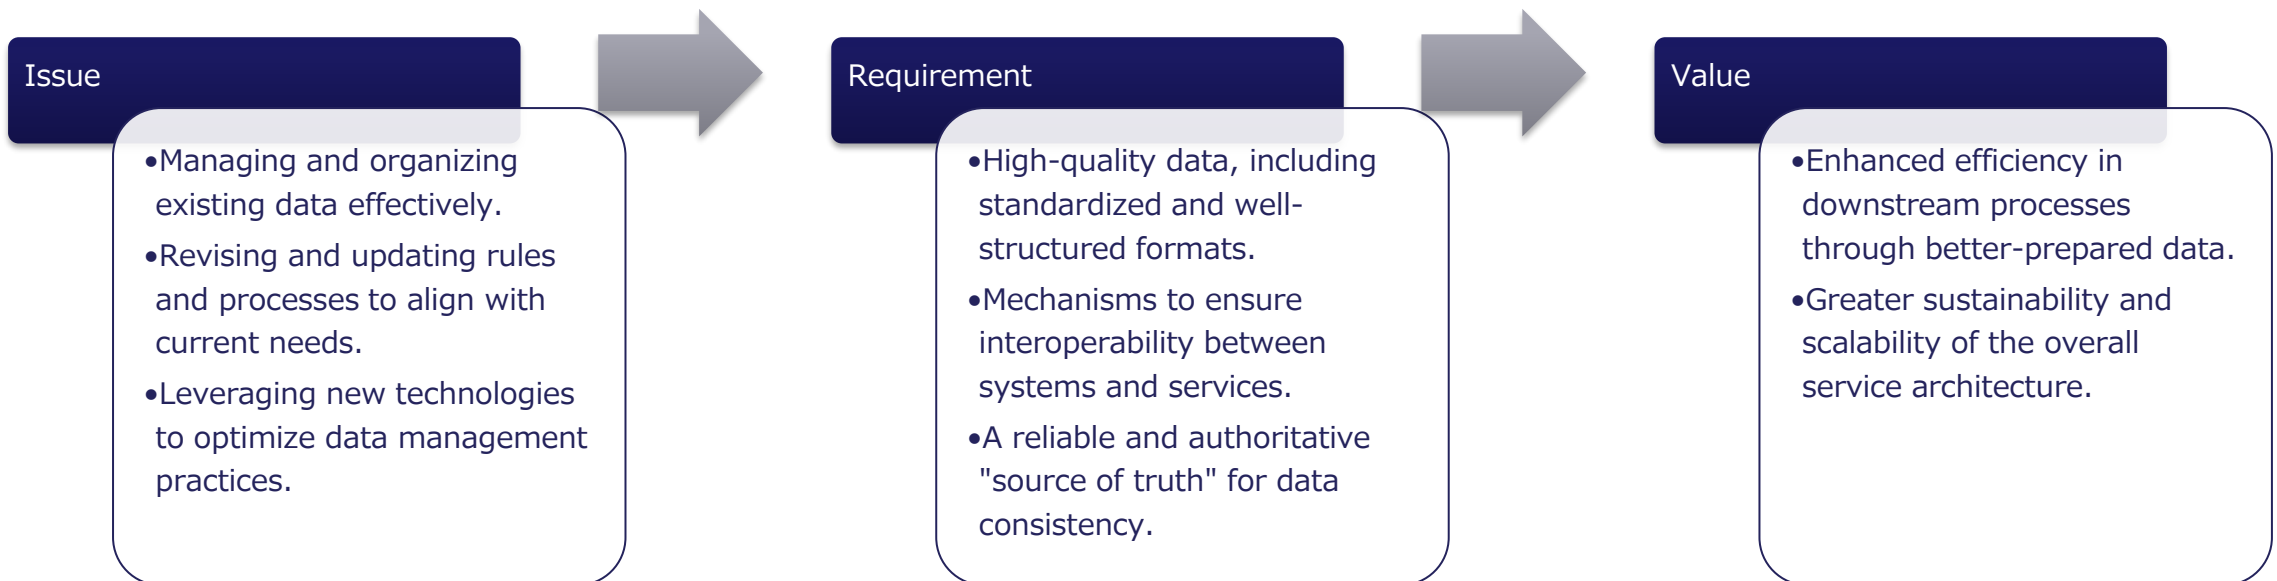 Issue
•Managing and organizing
existing data effectively.
•Revising and updating rules
and processes to align with
current needs.
•Leveraging new technologies
to optimize data management
practices.
Requirement
•High-quality data, including
standardized and well-
structured formats.
•Mechanisms to ensure
interoperability between
systems and services.
•A reliable and authoritative
"source of truth" for data
consistency.
Value
•Enhanced efficiency in
downstream processes
through better-prepared data.
•Greater sustainability and
scalability of the overall
service architecture.